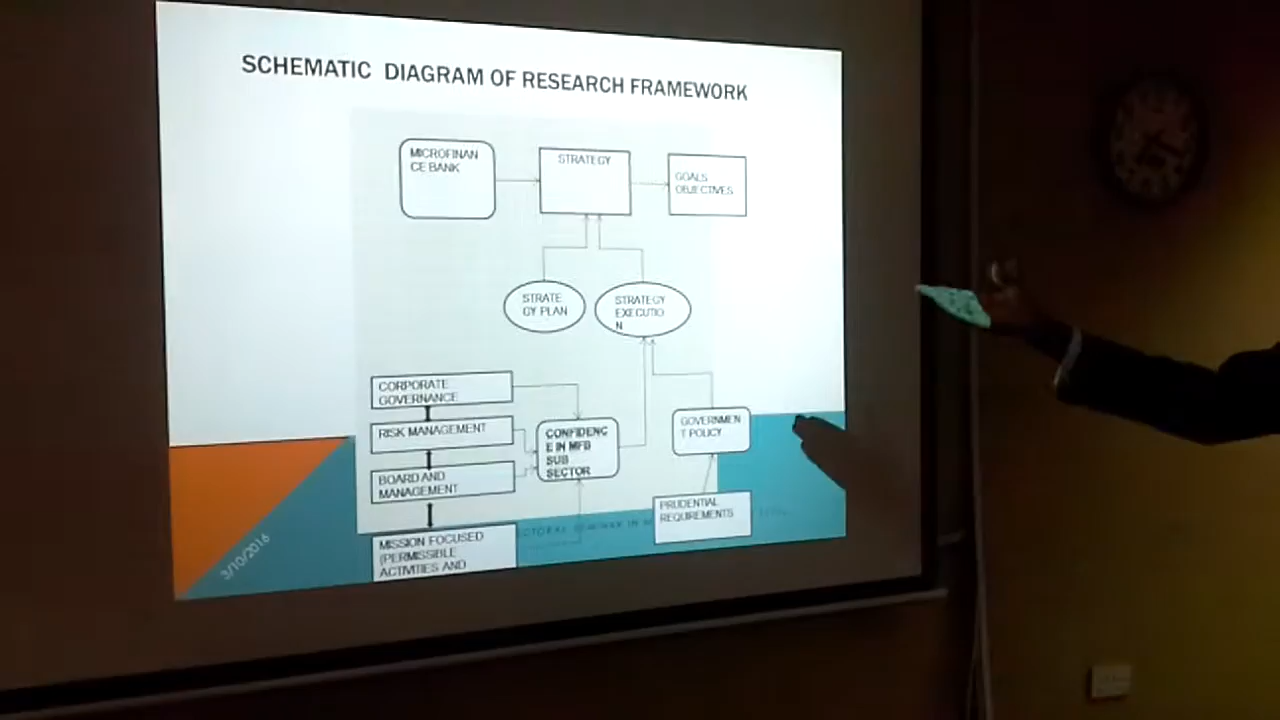 SCHEMATIC DIAGRAM OF RESEARCH FRAMEWORK
MICROFINAN
CE BANK
STRATEGY
GOALS
OBJECTIVES
STRATE
GY PLAN
STRATEGY
EXECUTIO
N
CORPORATE
GOVERNANCE
RISK MANAGEMENT
BOARD AND
MANAGEMENT
MISSION FOCUSED
(PERMISSIBLE
ACTIVITIES AND
CONFIDENC
E IN MFB
SUB
SECTOR
GOVERNMEN
T POLICY
PRUDENTIAL
REQUIREMENTS
SEMINAR IN
3/10/2016